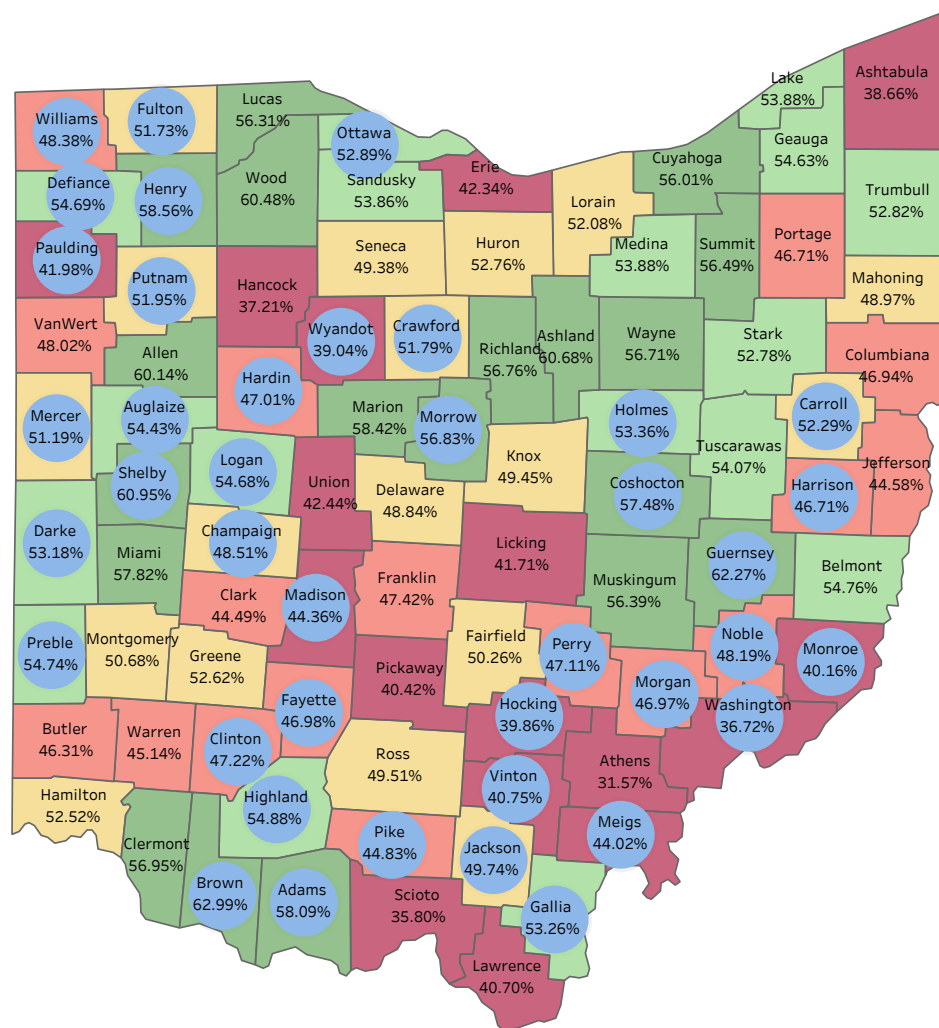 Ashtabula
38.66%
Lake
53.88%
Lucas
56.31%
Fulton
51.73%
Williams
48.38%
Ottawa
52.89%
Geauga
54.63%
Cuyahoga
56.01%
Erie
42.34%
Wood
60.48%
Sandusky
53.86%
Defiance
54.69%
Henry
58.56%
Trumbull
52.82%
Lorain
52.08%
Portage
46.71%
Medina
53.88%
Summit
56.49%
Seneca
49.38%
Huron
52.76%
Paulding
41.98%
Putnam
51.95%
Hancock
37.21%
Mahoning
48.97%
VanWert
48.02%
Wyandot
39.04%
Crawford
51.79%
Richland
56.76%
Ashland
60.68%
Wayne
56.71%
Stark
52.78%
Allen
60.14%
Columbiana
46.94%
Hardin
47.01%
Mercer
51.19%
Auglaize
54.43%
Marion
58.42%
Morrow
56.83%
Holmes
53.36%
Carroll
52.29%
Tuscarawas
54.07%
Knox
49.45%
Logan
54.68%
Shelby
60.95%
Union
42.44%
Delaware
48.84%
Coshocton
57.48%
Harrison
46.71%
Jefferson
44.58%
Darke
53.18%
Champaign
48.51%
Miami
57.82%
Licking
41.71%
Guernsey
62.27%
Belmont
54.76%
Muskingum
56.39%
Franklin
47.42%
Clark
44.49%
Madison
44.36%
Preble
54.74%
Montgomery
50.68%
Greene
52.62%
Fairfield
50.26%
Perry
47.11%
Noble
48.19%
Monroe
40.16%
Pickaway
40.42%
Morgan
46.97%
Fayette
46.98%
Hocking
39.86%
Washington
36.72%
Butler
46.31%
Warren
45.14%
Clinton
47.22%
Ross
49.51%
Athens
31.57%
Vinton
40.75%
Hamilton
52.52%
Highland
54.88%
Meigs
44.02%
Pike
44.83%
Jackson
49.74%
Clermont
56.95%
Brown
62.99%
Adams
58.09%
Scioto
35.80%
Gallia
53.26%
Lawrence
40.70%